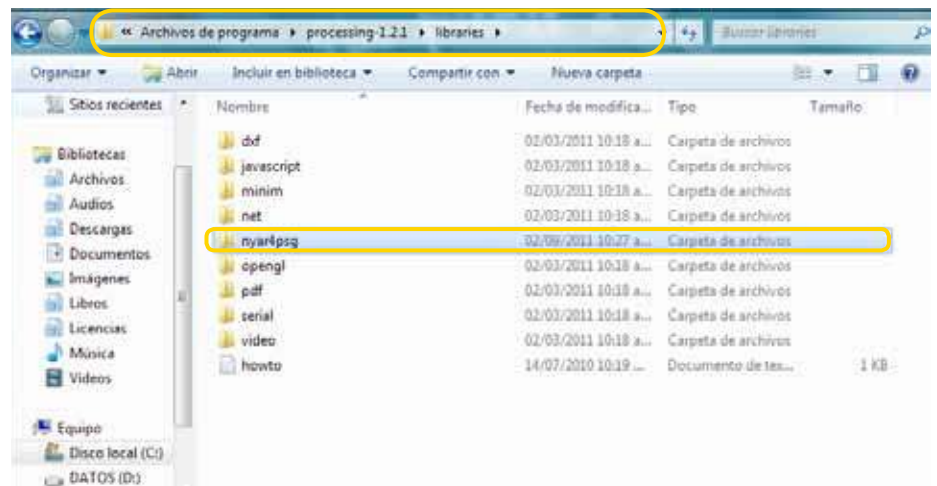 « Archivos de programa ▸ processing-1.2.1 ▸ libraries ▸ Buscar libraries
Organizar ▾ Abrir Incluir en biblioteca ▾ Compartir con ▾ Nueva carpeta
Sitios recientes
Bibliotecas
Archivos
Audios
Descargas
Documentos
Imágenes
Libros
Licencias
Música
Videos
Equipo
Disco local (C:)
DATOS (D:)
Nombre Fecha de modifica... Tipo Tamaño
dxf 02/03/2011 10:18 a... Carpeta de archivos
javascript 02/03/2011 10:18 a... Carpeta de archivos
minim 02/03/2011 10:18 a... Carpeta de archivos
net 02/03/2011 10:18 a... Carpeta de archivos
nyar4psg 02/09/2011 10:27 a... Carpeta de archivos
opengl 02/03/2011 10:18 a... Carpeta de archivos
pdf 02/03/2011 10:18 a... Carpeta de archivos
serial 02/03/2011 10:18 a... Carpeta de archivos
video 02/03/2011 10:18 a... Carpeta de archivos
howto 14/07/2010 10:19 ... Documento de tex... 1 KB